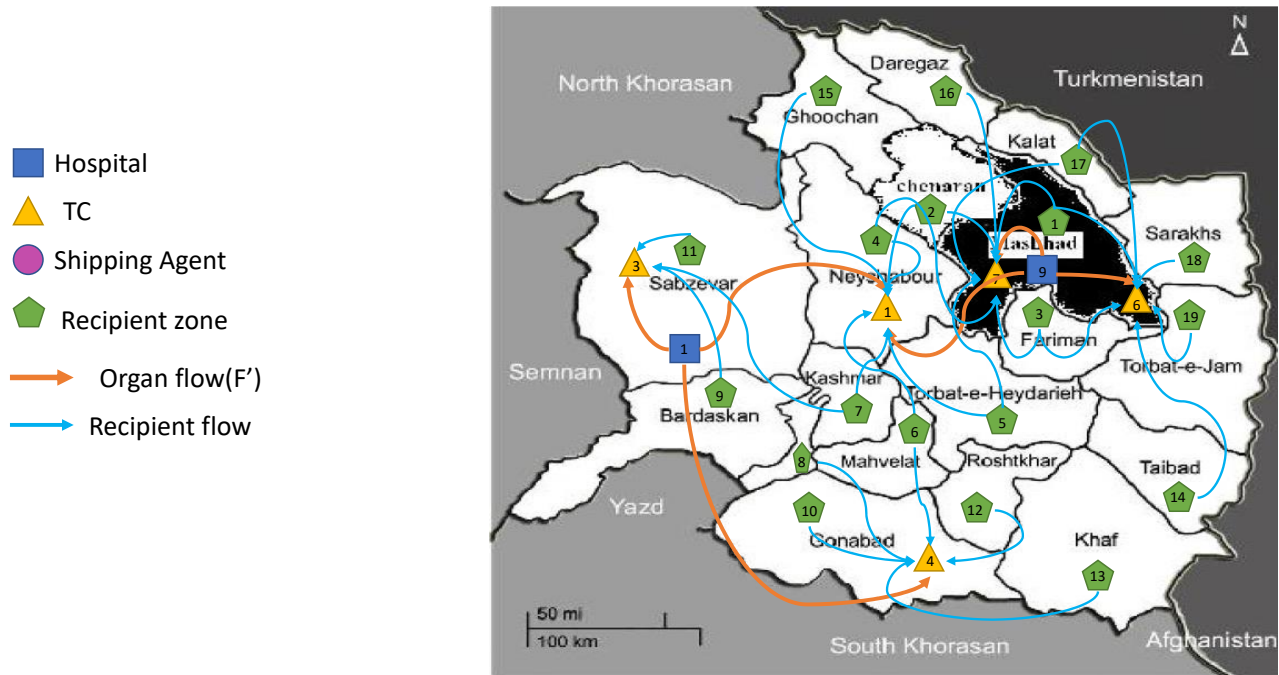 Hospital
TC
Shipping Agent
Recipient zone
Organ flow(F’)
Recipient flow
N
Daregaz
North Khorasan
Turkmenistan
15
16
Ghoochan
Kalat
17
chenaran
2
1
4
Mashhad
Sarakhs
11
18
3
Sabzevar
Neyshabour
7
9
6
1
3
19
Fariman
1
Semnan
Kashmar
Torbat-e-Heydarieh
Torbat-e-Jam
9
7
Bardaskan
6
5
8
Mahvelat
Roshtkhar
Taibad
Yazd
14
10
12
Gonabad
Khaf
4
13
50 mi
100 km
South Khorasan
Afghanistan